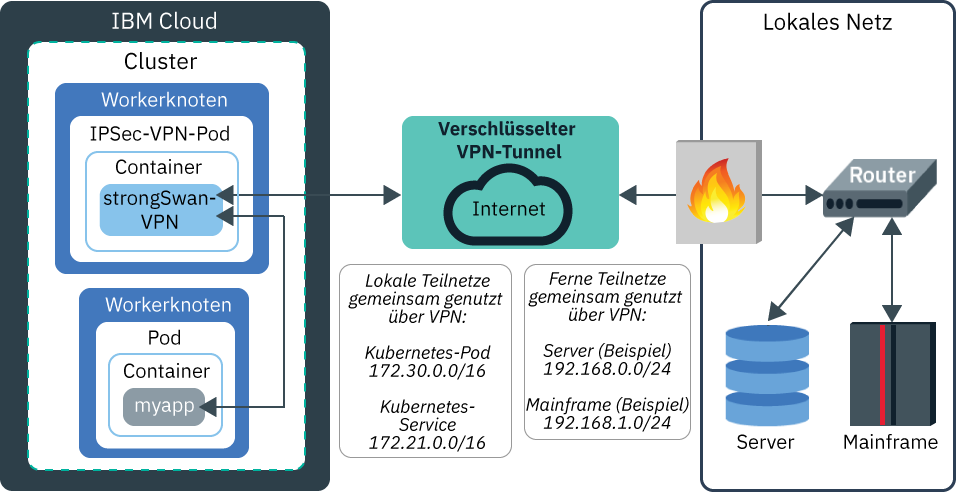 IBM Cloud
Cluster
Workerknoten
IPSec-VPN-Pod
Container
strongSwan-
VPN
Workerknoten
Pod
Container
myapp
Verschlüsselter
VPN-Tunnel
Internet
Lokale Teilnetze
gemeinsam genutzt
über VPN:
Kubernetes-Pod
172.30.0.0/16
Kubernetes-
Service
172.21.0.0/16
Ferne Teilnetze
gemeinsam genutzt
über VPN:
Server (Beispiel)
192.168.0.0/24
Mainframe (Beispiel)
192.168.1.0/24
Lokales Netz
Router
Server
Mainframe